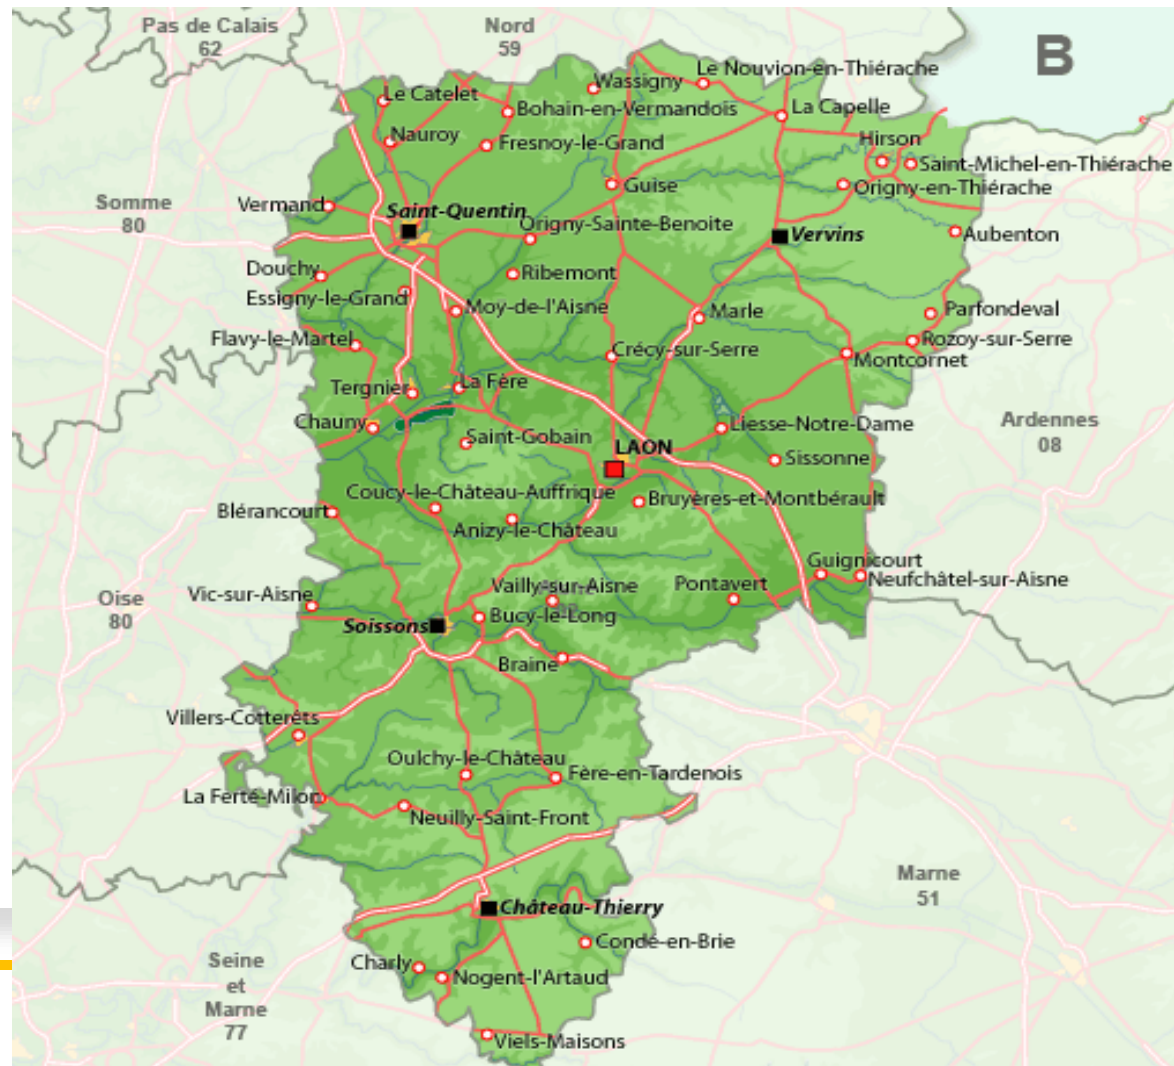 Pas de Calais
62
Nord
59
B
Wassigny
Le Nouvion-en-Thiérache
Le Catelet
Bohain-en-Vermandois
La Capelle
Nauroy
Fresnoy-le-Grand
Hirson
Saint-Michel-en-Thiérache
Guise
Origny-en-Thiérache
Somme
80
Vermand
Saint-Quentin
Origny-Sainte-Benoite
Vervins
Aubenton
Douchy
Ribemont
Essigny-le-Grand
Moy-de-l'Aisne
Marle
Parfondeval
Flavy-le-Martel
Crécy-sur-Serre
Rozoy-sur-Serre
Montcornet
Tergnier
La Fére
Chauny
Saint-Gobain
LAON
Liesse-Notre-Dame
Ardennes
08
Sissonne
Coucy-le-Château-Auffrique
Bruyères-et-Montbérault
Blérancourt
Anizy-le-Château
Guignicourt
Neufchâtel-sur-Aisne
Oise
80
Vic-sur-Aisne
Vailly-sur-Aisne
Pontavert
Soissons
Bucy-le-Long
Braine
Villers-Cotterêts
Oulchy-le-Château
Fère-en-Tardenois
La Ferté-Milon
Neuilly-Saint-Front
Marne
51
Château-Thierry
Condé-en-Brie
Seine
et
Marne
77
Charly
Nogent-l'Artaud
Viels-Maisons